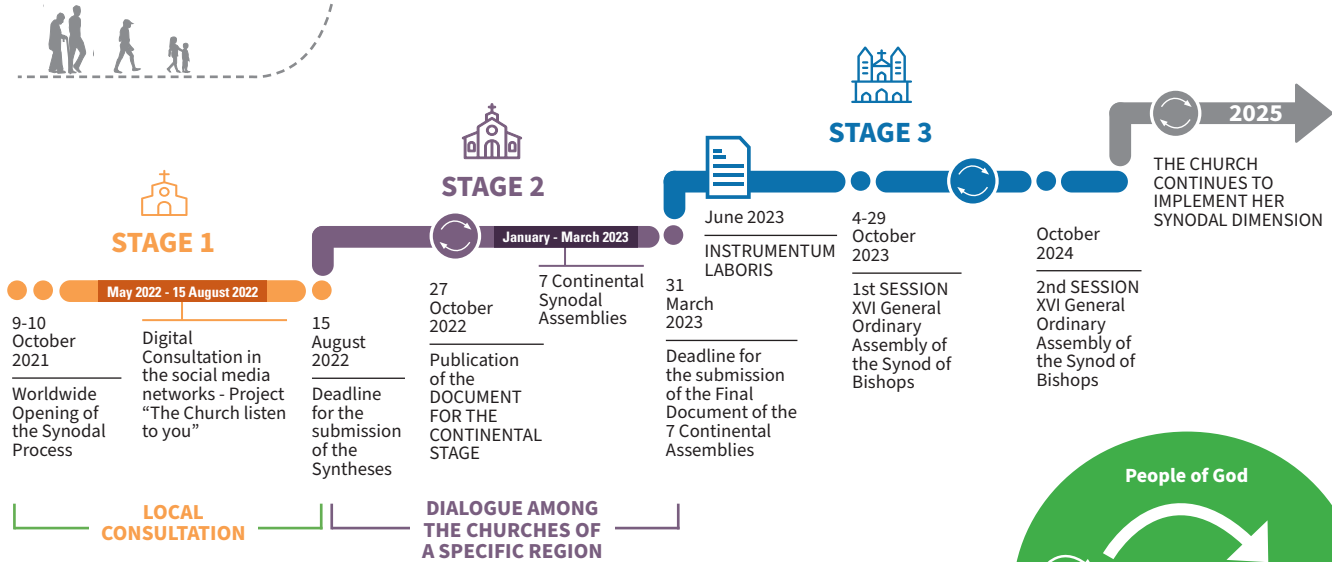 STAGE 1
May 2022 - 15 August 2022
9-10
October
2021
Worldwide
Opening of
the Synodal
Process
Digital
Consultation in
the social media
networks - Project
“The Church listen
to you”
15
August
2022
Deadline
for the
submission
of the
Syntheses
LOCAL
CONSULTATION
STAGE 2
January - March 2023
27
October
2022
Publication
of the
DOCUMENT
FOR THE
CONTINENTAL
STAGE
7 Continental
Synodal
Assemblies
31
March
2023
Deadline for
the submission
of the Final
Document of the
7 Continental
Assemblies
DIALOGUE AMONG
THE CHURCHES OF
A SPECIFIC REGION
STAGE 3
June 2023
INSTRUMENTUM
LABORIS
4-29
October
2023
1st SESSION
XVI General
Ordinary
Assembly of
the Synod of
Bishops
October
2024
2nd SESSION
XVI General
Ordinary
Assembly of
the Synod of
Bishops
2025
THE CHURCH
CONTINUES TO
IMPLEMENT HER
SYNODAL DIMENSION
People of God